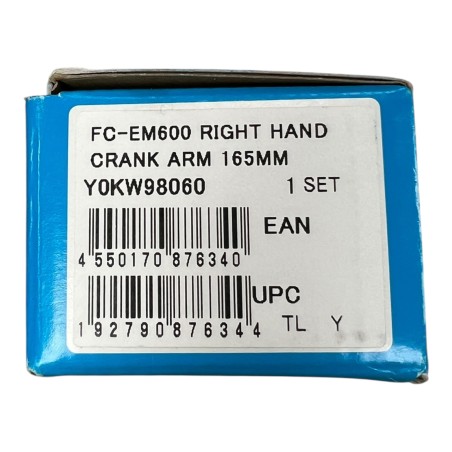 FC-EM600 RIGHT HAND
CRANK ARM 165MM
Y0KW98060 1 SET
EAN
4 550170 876340
UPC
1 92790 87634 4
TL Y